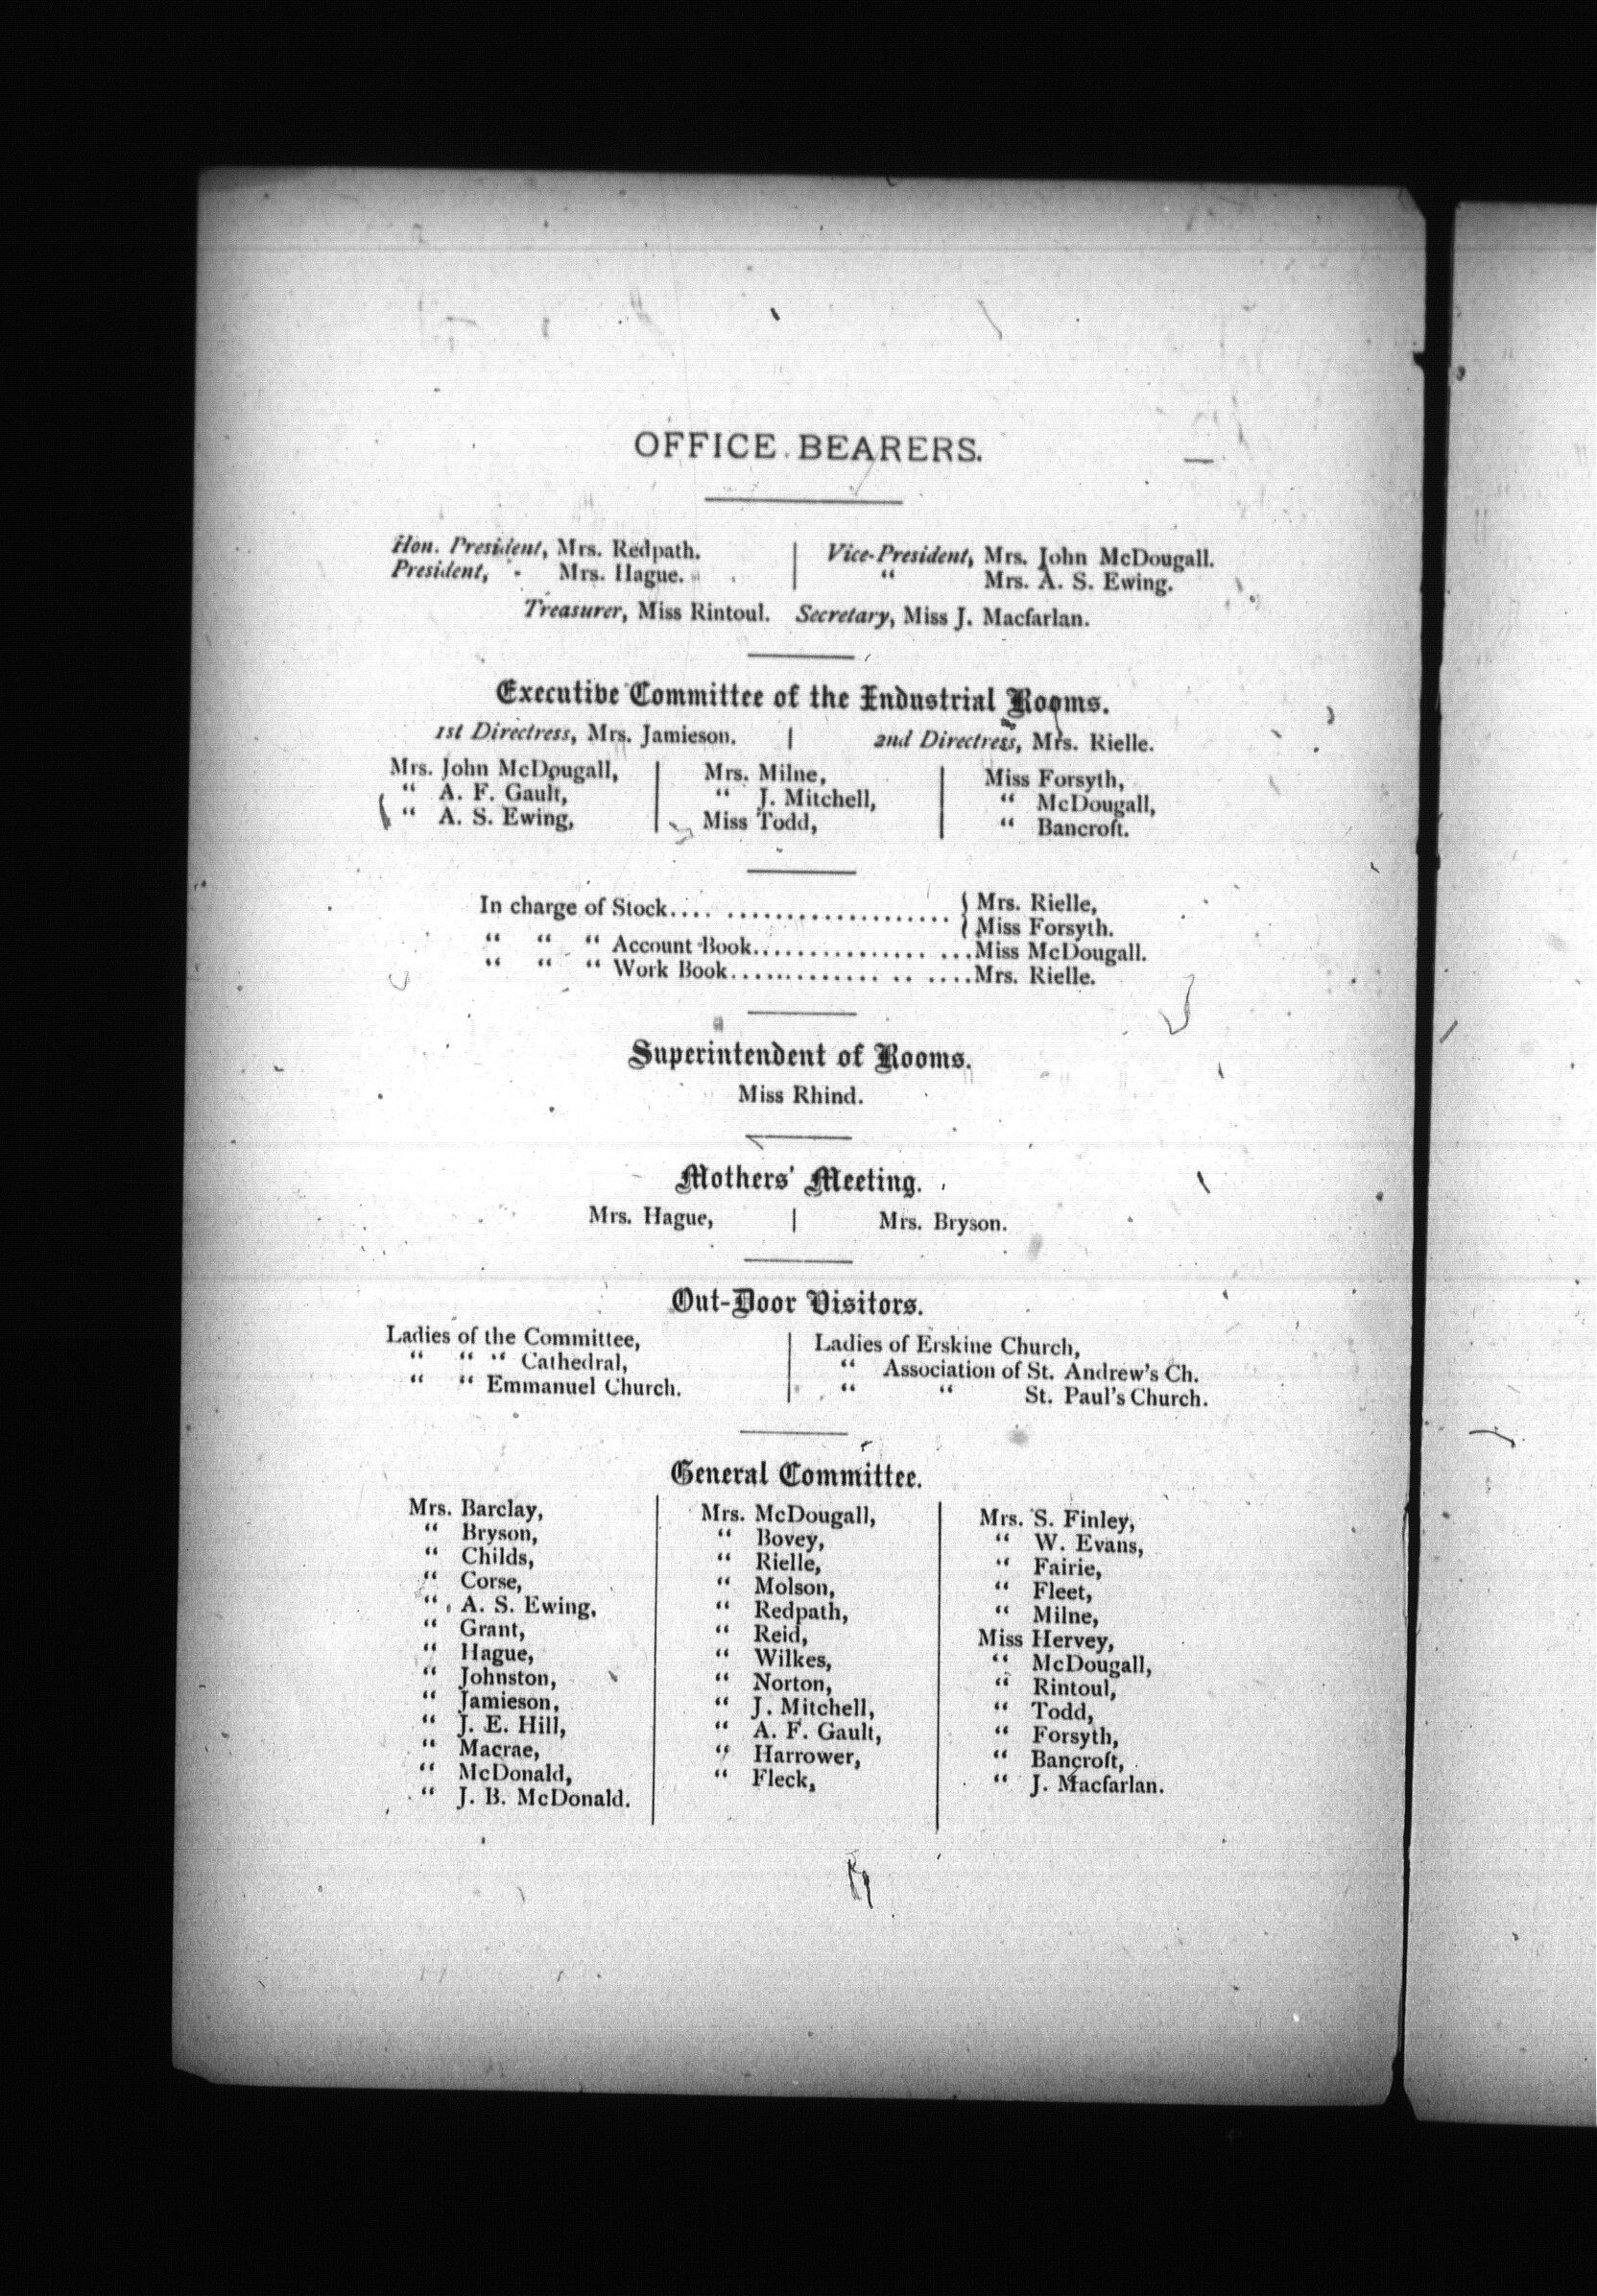 OFFICE BEARERS.
Hon. President, Mrs. Redpath.
President, - Mrs. Hague.
Vice-President, Mrs. John McDougall.
“ Mrs. A. S. Ewing.
Treasurer, Miss Rintoul. Secretary, Miss J. Macfarlan.
Executive Committee of the Industrial Rooms.
1st Directress, Mrs. Jamieson. | 2nd Directress, Mrs. Rielle.
Mrs. John McDougall,
“ A. F. Gault,
“ A. S. Ewing,
Mrs. Milne,
“ J. Mitchell,
Miss Todd,
Miss Forsyth,
“ McDougall,
“ Bancroft.
In charge of Stock.... ................... { Mrs. Rielle,
{ Miss Forsyth.
“ “ “ Account Book............... ...Miss McDougall.
“ “ “ Work Book............. .. ....Mrs. Rielle.
Superintendent of Rooms.
Miss Rhind.
Mothers' Meeting.
Mrs. Hague, | Mrs. Bryson.
Out-Door Visitors.
Ladies of the Committee,
“ “ “ Cathedral,
“ “ Emmanuel Church.
Ladies of Erskine Church,
“ Association of St. Andrew's Ch.
“ “ St. Paul's Church.
General Committee.
Mrs. Barclay,
“ Bryson,
“ Childs,
“ Corse,
“ A. S. Ewing,
“ Grant,
“ Hague,
“ Johnston,
“ Jamieson,
“ J. E. Hill,
“ Macrae,
“ McDonald,
“ J. B. McDonald.
Mrs. McDougall,
“ Bovey,
“ Rielle,
“ Molson,
“ Redpath,
“ Reid,
“ Wilkes,
“ Norton,
“ J. Mitchell,
“ A. F. Gault,
“ Harrower,
“ Fleck,
Mrs. S. Finley,
“ W. Evans,
“ Fairie,
“ Fleet,
“ Milne,
Miss Hervey,
“ McDougall,
“ Rintoul,
“ Todd,
“ Forsyth,
“ Bancroft,
“ J. Macfarlan.